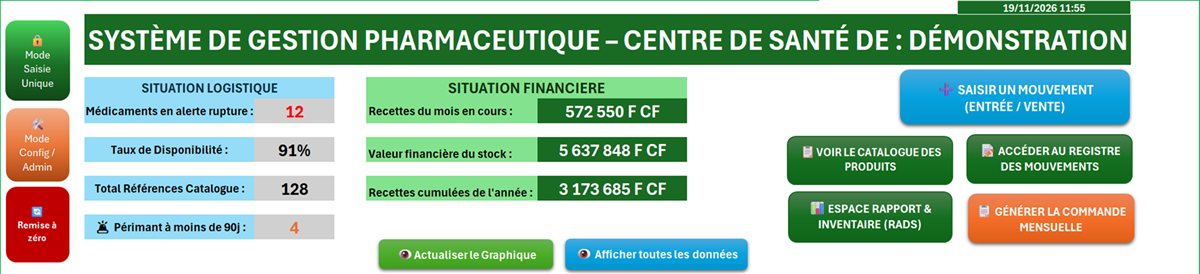 19/11/2026 11:55
SYSTÈME DE GESTION PHARMACEUTIQUE – CENTRE DE SANTÉ DE : DÉMONSTRATION
Mode
Saisie
Unique
Mode
Config /
Admin
Remise à
zéro
SITUATION LOGISTIQUE
Médicaments en alerte rupture : 12
Taux de Disponibilité : 91%
Total Références Catalogue : 128
Périmant à moins de 90j : 4
SITUATION FINANCIERE
Recettes du mois en cours : 572 550 F CF
Valeur financière du stock : 5 637 848 F CF
Recettes cumulées de l'année : 3 173 685 F CF
Actualiser le Graphique
Afficher toutes les données
SAISIR UN MOUVEMENT
(ENTRÉE / VENTE)
VOIR LE CATALOGUE DES
PRODUITS
ACCÉDER AU REGISTRE
DES MOUVEMENTS
ESPACE RAPPORT &
INVENTAIRE (RADS)
GÉNÉRER LA COMMANDE
MENSUELLE